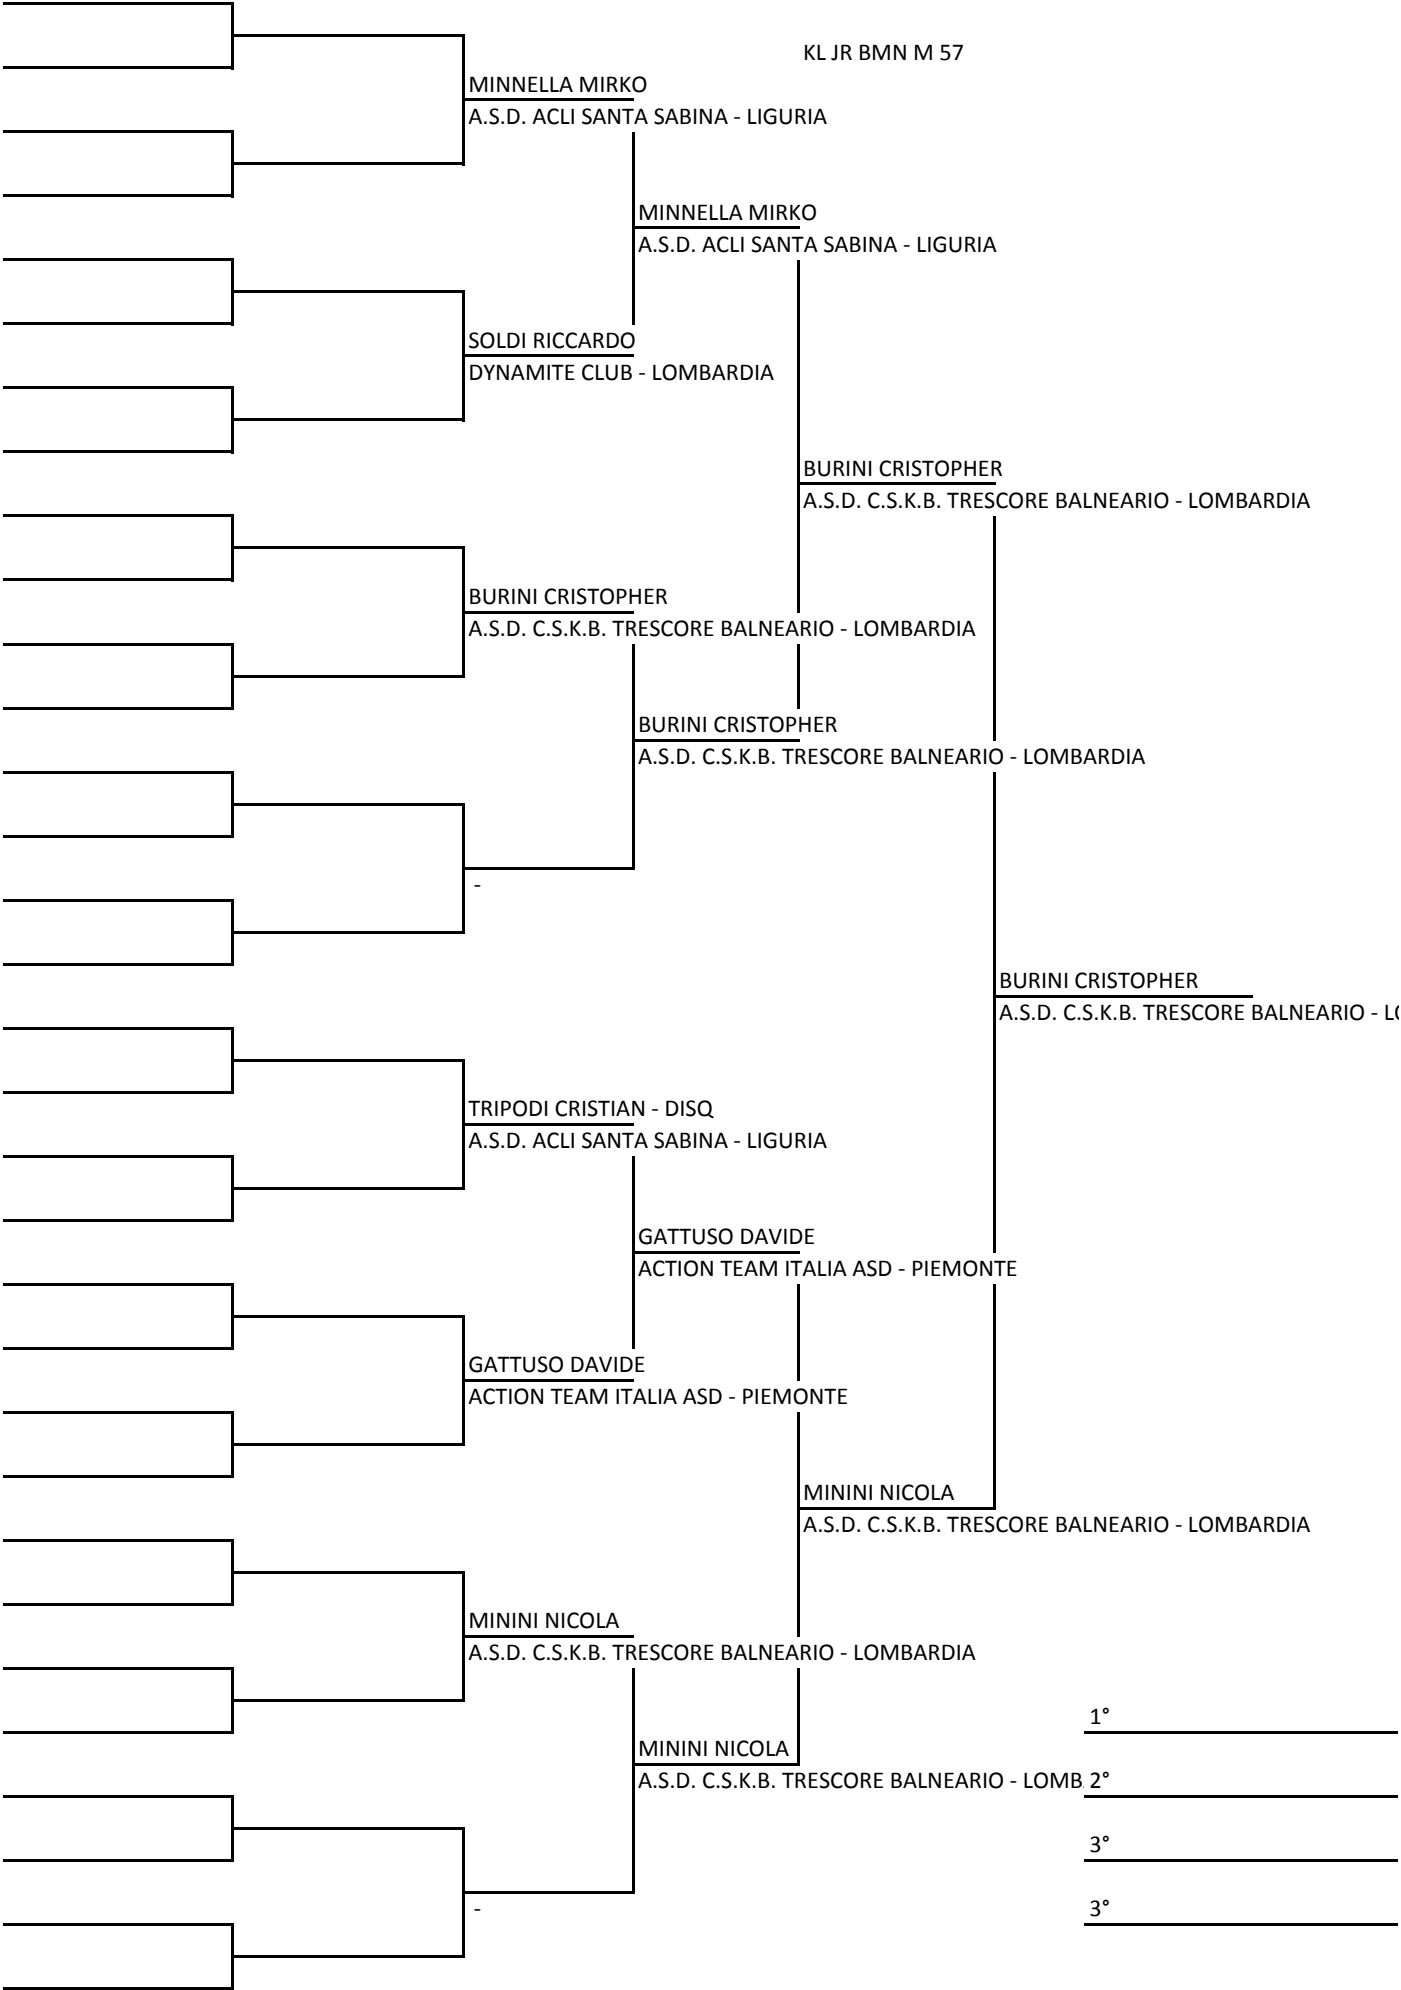 KL JR BMN M 57
MINNELLA MIRKO
A.S.D. ACLI SANTA SABINA - LIGURIA
MINNELLA MIRKO
A.S.D. ACLI SANTA SABINA - LIGURIA
SOLDI RICCARDO
DYNAMITE CLUB - LOMBARDIA
BURINI CRISTOPHER
A.S.D. C.S.K.B. TRESCORE BALNEARIO - LOMBARDIA
BURINI CRISTOPHER
A.S.D. C.S.K.B. TRESCORE BALNEARIO - LOMBARDIA
BURINI CRISTOPHER
A.S.D. C.S.K.B. TRESCORE BALNEARIO - LOMBARDIA
-
BURINI CRISTOPHER
A.S.D. C.S.K.B. TRESCORE BALNEARIO - LO
TRIPODI CRISTIAN - DISQ
A.S.D. ACLI SANTA SABINA - LIGURIA
GATTUSO DAVIDE
ACTION TEAM ITALIA ASD - PIEMONTE
GATTUSO DAVIDE
ACTION TEAM ITALIA ASD - PIEMONTE
MININI NICOLA
A.S.D. C.S.K.B. TRESCORE BALNEARIO - LOMBARDIA
MININI NICOLA
A.S.D. C.S.K.B. TRESCORE BALNEARIO - LOMBARDIA
1°
MININI NICOLA
A.S.D. C.S.K.B. TRESCORE BALNEARIO - LOMB
2°
3°
-
3°